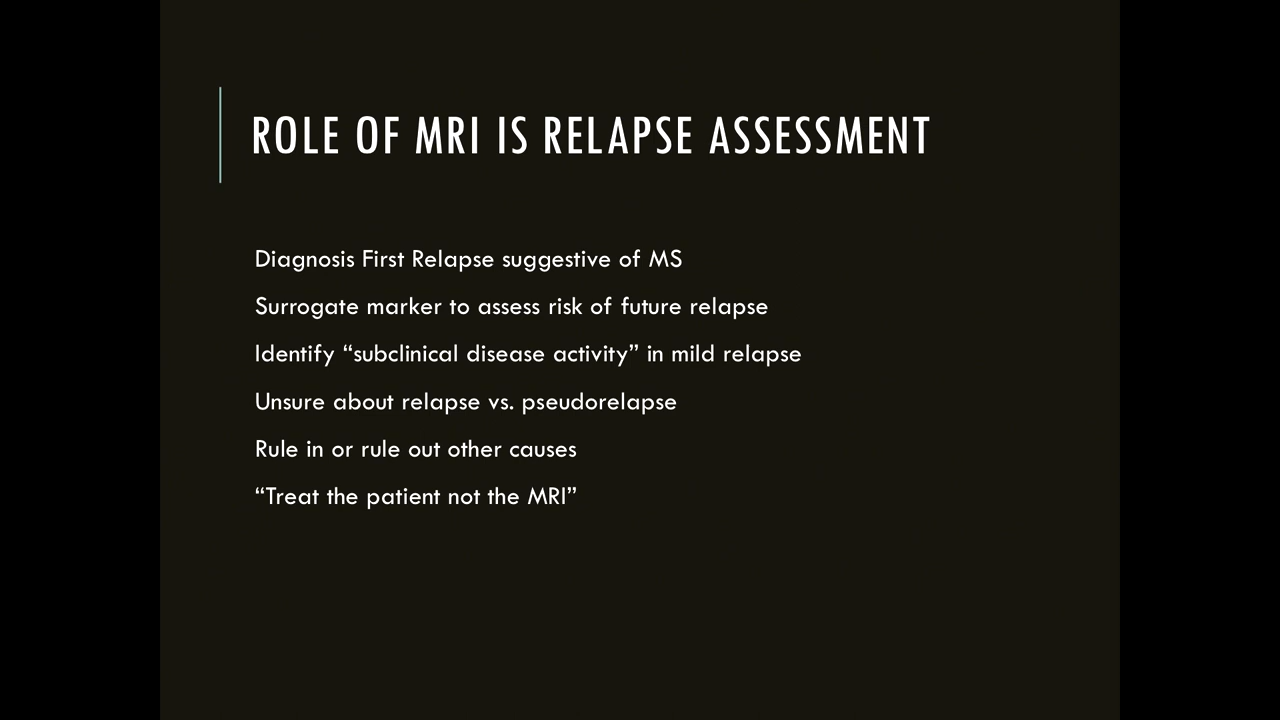 ROLE OF MRI IS RELAPSE ASSESSMENT
Diagnosis First Relapse suggestive of MS
Surrogate marker to assess risk of future relapse
Identify “subclinical disease activity” in mild relapse
Unsure about relapse vs. pseudorelapse
Rule in or rule out other causes
“Treat the patient not the MRI”